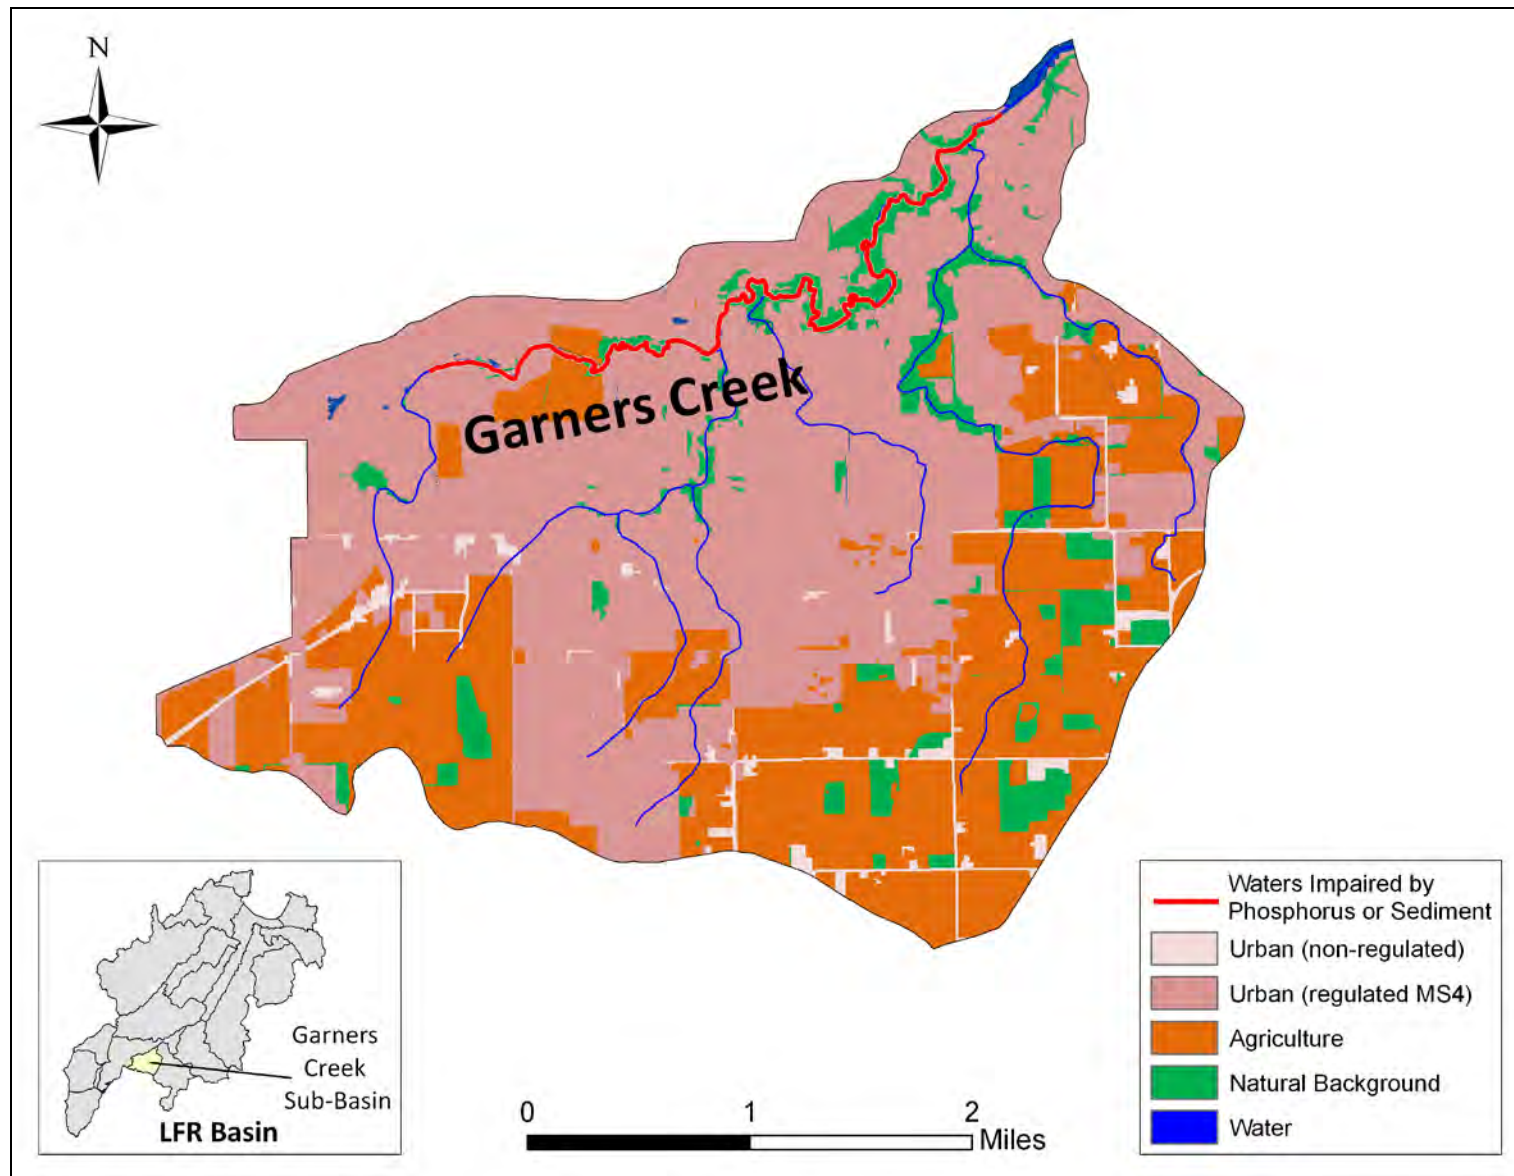 N
Garners Creek
Garners
Creek
Sub-Basin
LFR Basin
0 1 2
Miles
Waters Impaired by
Phosphorus or Sediment
Urban (non-regulated)
Urban (regulated MS4)
Agriculture
Natural Background
Water